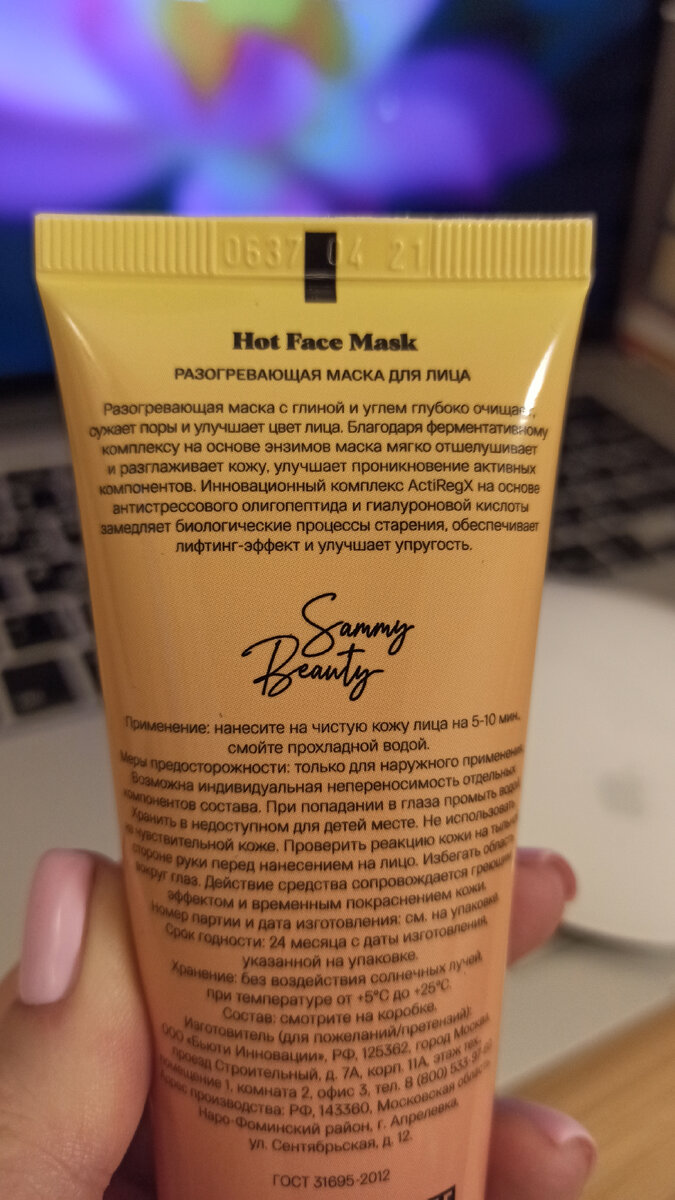 0637 04 21
Hot Face Mask
РАЗОГРЕВАЮЩАЯ МАСКА ДЛЯ ЛИЦА
Разогревающая маска с глиной и углем глубоко очищает,
сужает поры и улучшает цвет лица. Благодаря ферментативному
комплексу на основе энзимов маска мягко отшелушивает
и разглаживает кожу, улучшает проникновение активных
компонентов. Инновационный комплекс ActiRegX на основе
антистрессового олигопептида и гиалуроновой кислоты
замедляет биологические процессы старения, обеспечивает
лифтинг-эффект и улучшает упругость.
Sammy
Beauty
Применение: нанесите на чистую кожу лица на 5-10 мин,
смойте прохладной водой.
Меры предосторожности: только для наружного применения.
Возможна индивидуальная непереносимость отдельных
компонентов состава. При попадании в глаза промыть водой.
Хранить в недоступном для детей месте. Не использовать
на чувствительной коже. Проверить реакцию кожи на тыльной
стороне руки перед нанесением на лицо. Избегать области
вокруг глаз. Действие средства сопровождается греющим
эффектом и временным покраснением кожи.
Номер партии и дата изготовления: см. на упаковке.
Срок годности: 24 месяца с даты изготовления,
указанной на упаковке.
Хранение: без воздействия солнечных лучей,
при температуре от +5°C до +25°C.
Состав: смотрите на коробке.
Изготовитель (для пожеланий/претензий):
ООО «Бьюти Инновации», РФ, 125362, город Москва,
проезд Строительный, д. 7А, корп. 11А, этаж тех,
помещение 1, комната 2, офис 3, тел. 8 (800) 533-97-60
Адрес производства: РФ, 143360, Московская область,
Наро-Фоминский район, г. Апрелевка,
ул. Сентябрьская, д. 12.
ГОСТ 31695-2012